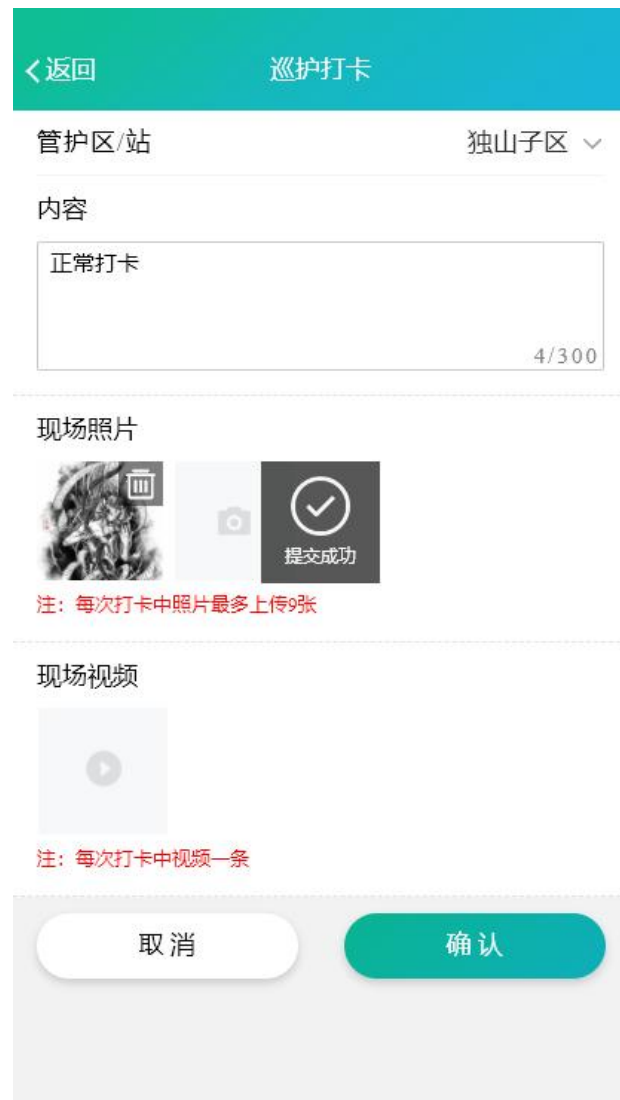 返回 巡护打卡
管护区/站 独山子区
内容
正常打卡
4/300
现场照片
提交成功
注：每次打卡中照片最多上传9张
现场视频
注：每次打卡中视频一条
取消 确认